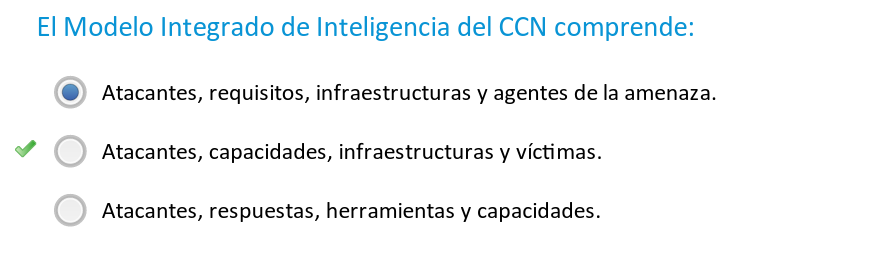 El Modelo Integrado de Inteligencia del CCN comprende:
Atacantes, requisitos, infraestructuras y agentes de la amenaza.
Atacantes, capacidades, infraestructuras y víctimas.
Atacantes, respuestas, herramientas y capacidades.